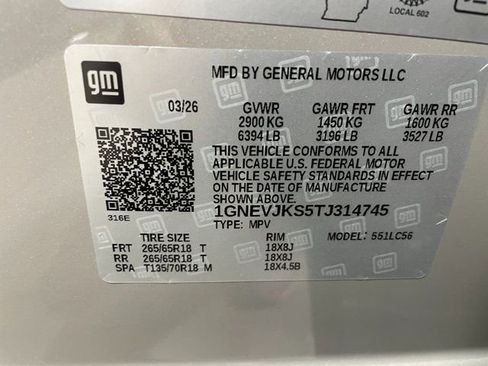 LOCAL 602
gm
MFD BY GENERAL MOTORS LLC
03/26 GVWR GAWR FRT GAWR RR
2900 KG 1450 KG 1600 KG
6394 LB 3196 LB 3527 LB
THIS VEHICLE CONFORMS TO ALL
APPLICABLE U.S. FEDERAL MOTOR
VEHICLE SAFETY STANDARDS IN EFFECT
ON THE DATE OF MANUFACTURE
SHOWN ABOVE.
316E
1GNEVJKS5TJ314745
TYPE: MPV MODEL: 551LC56
TIRE SIZE RIM
FRT 265/65R18 T 18X8J
RR 265/65R18 T 18X8J
SPA T135/70R18 M 18X4.5B